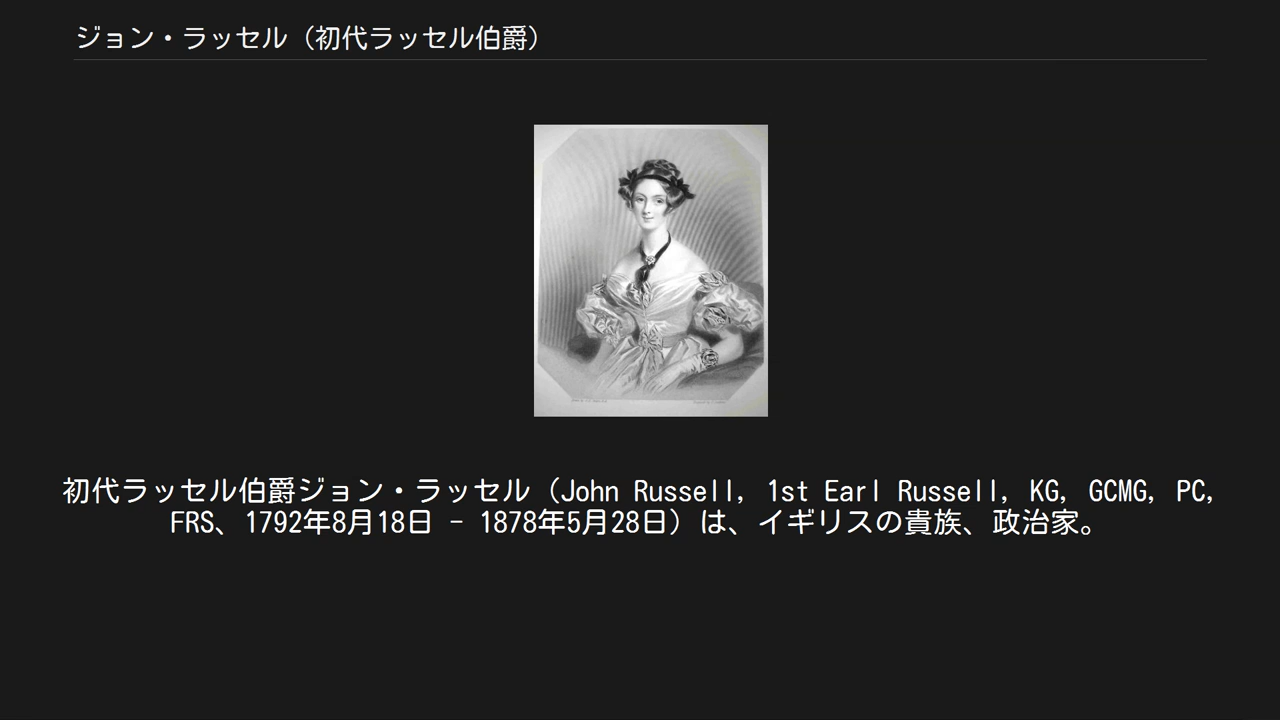 ジョン・ラッセル（初代ラッセル伯爵）
初代ラッセル伯爵ジョン・ラッセル（John Russell, 1st Earl Russell, KG, GCMG, PC,
FRS、1792年8月18日 - 1878年5月28日）は、イギリスの貴族、政治家。